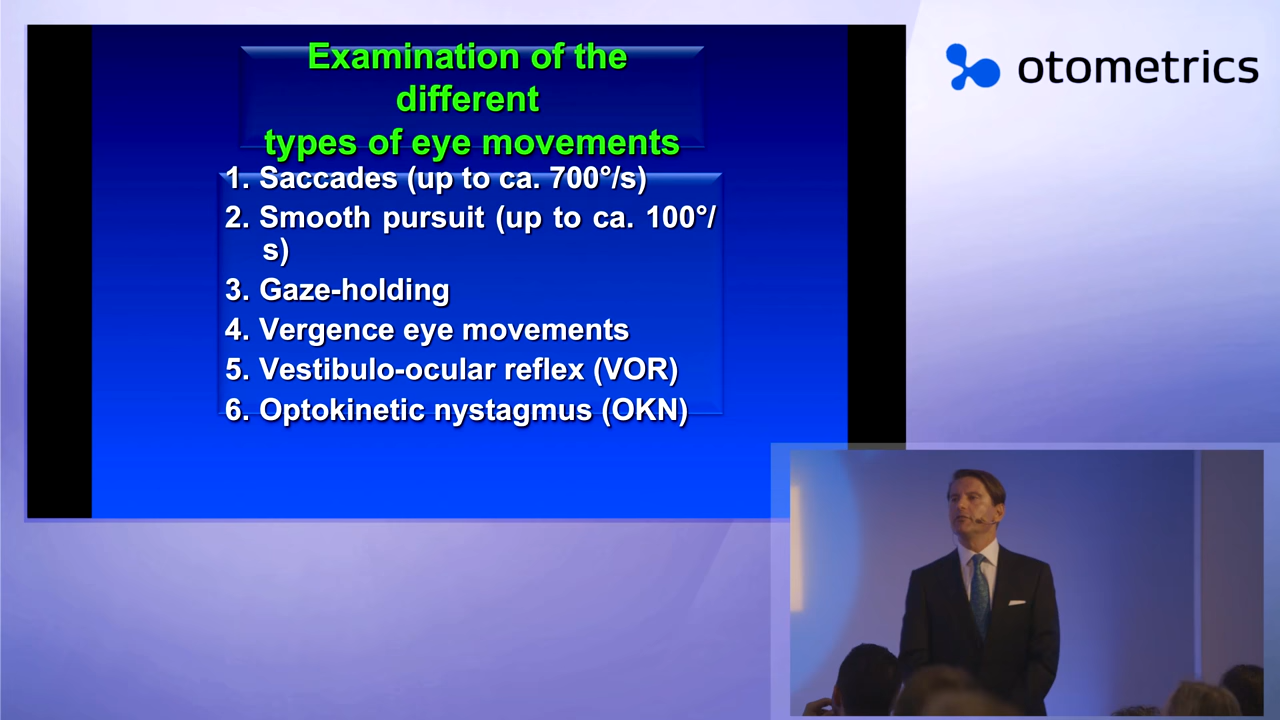 Examination of the
different
types of eye movements
1. Saccades (up to ca. 700°/s)
2. Smooth pursuit (up to ca. 100°/
s)
3. Gaze-holding
4. Vergence eye movements
5. Vestibulo-ocular reflex (VOR)
6. Optokinetic nystagmus (OKN)
otometrics